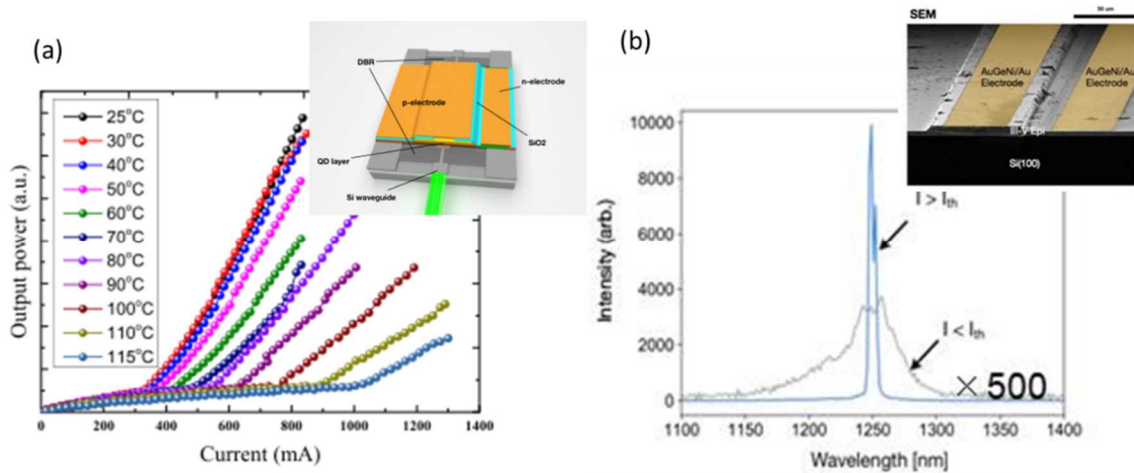 (a)
Output power (a.u.)
25°C
30°C
40°C
50°C
60°C
70°C
80°C
90°C
100°C
110°C
115°C
0 200 400 600 800 1000 1200 1400
Current (mA)
DBR
n-electrode
p-electrode
SiO2
QD layer
Si waveguide
(b)
SEM
50 um
AuGeNi/Au
Electrode
AuGeNi/Au
Electrode
III-V Epi
Si(100)
Intensity (arb.)
10000
8000
6000
4000
2000
0
I > Ith
I < Ith
× 500
1100 1200 1250 1300 1350 1400
Wavelength [nm]